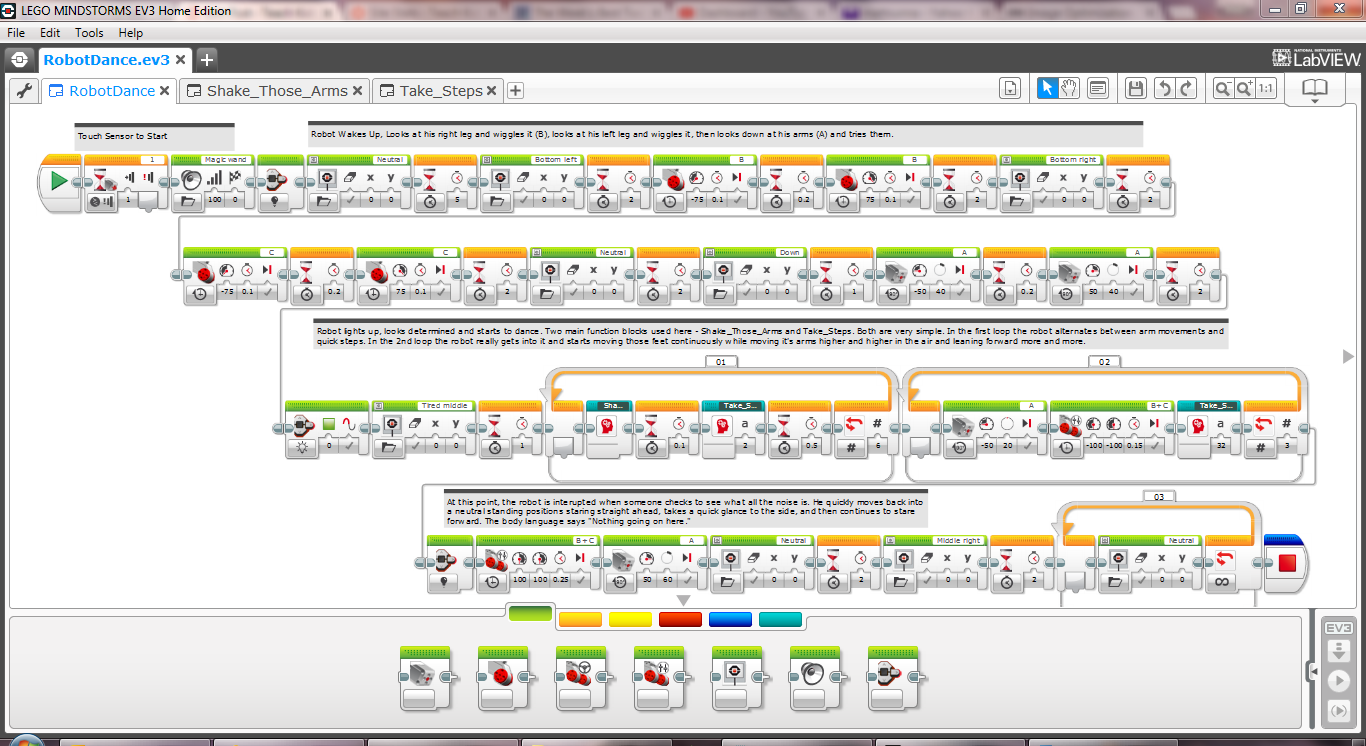 LEGO MINDSTORMS EV3 Home Edition
File Edit Tools Help
RobotDance.ev3
NATIONAL INSTRUMENTS
LabVIEW
RobotDance Shake_Those_Arms Take_Steps
1:1
Touch Sensor to Start
Robot Wakes Up, Looks at his right leg and wiggles it (B), looks at his left leg and wiggles it, then looks down at his arms (A) and tries them.
1 Magic wand Neutral Bottom left B B Bottom right
x y x y x y
1 100 0 0 0 5 0 0 2 -75 0.1 0.2 75 0.1 2 0 0 2
C C Neutral Down A A
x y x y
-75 0.1 0.2 75 0.1 2 0 0 2 0 0 1 -50 40 0.2 50 40 2
Robot lights up, looks determined and starts to dance. Two main function blocks used here - Shake_Those_Arms and Take_Steps. Both are very simple. In the first loop the robot alternates between arm movements and
quick steps. In the 2nd loop the robot really gets into it and starts moving those feet continuously while moving it's arms higher and higher in the air and leaning forward more and more.
01 02
Tired middle Sha... Take_S... A B+C Take_S...
x y a # a #
0 0 0 1 0.1 2 0.5 # 6 -50 20 -100 -100 0.15 32 # 3
At this point, the robot is interupted when someone checks to see what all the noise is. He quickly moves back into
a neutral standing positions staring straight ahead, takes a quick glance to the side, and then continues to stare
forward. The body language says "Nothing going on here."
03
B+C A Neutral Middle right Neutral
x y x y x y
100 100 0.25 50 60 0 0 2 0 0 2 0 0 ∞
EV3